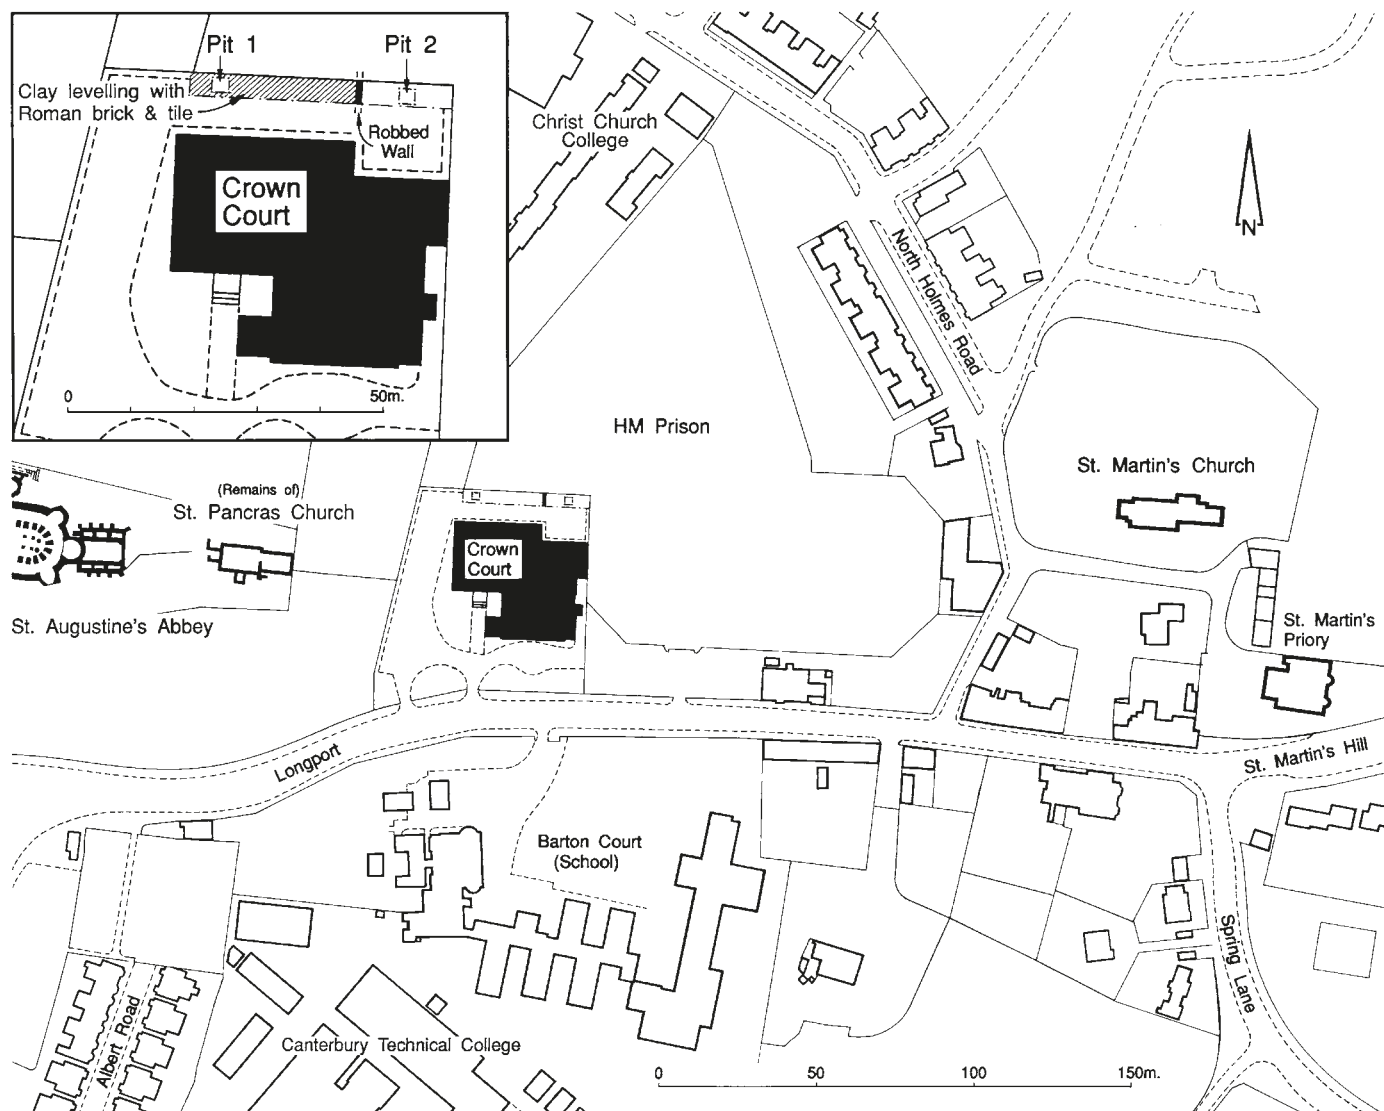 Pit 1
Pit 2
Clay levelling with
Roman brick & tile
Robbed
Wall
Crown
Court
0
50m.
Christ Church
College
North Holmes Road
N
HM Prison
St. Martin's Church
(Remains of)
St. Pancras Church
Crown
Court
St. Augustine's Abbey
St. Martin's
Priory
Longport
St. Martin's Hill
Barton Court
(School)
Spring Lane
Albert Road
Canterbury Technical College
0
50
100
150m.